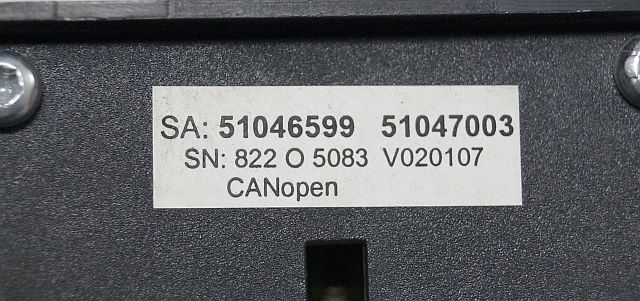 SA: 51046599 51047003
SN: 822 O 5083 V020107
CANopen